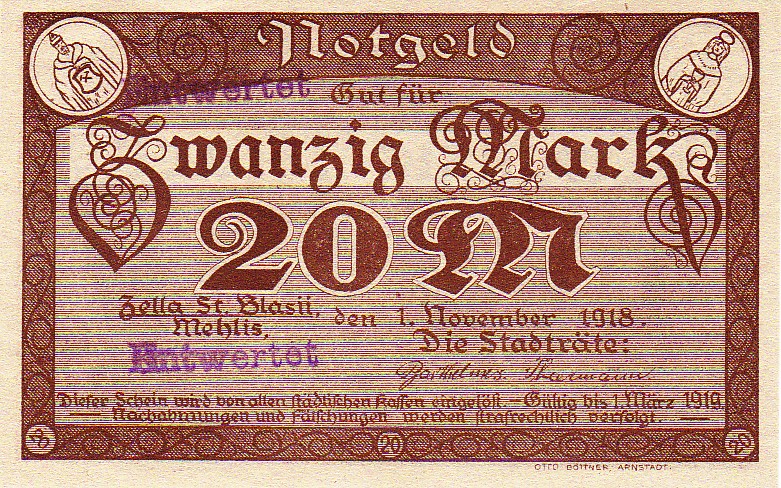 Notgeld
Entwertet
Gut für
Zwanzig Mark
20 M
Zella St. Blasii,
Mehlis, den 1. November 1918.
Die Stadträte:
Entwertet
Dieser Schein wird von allen städtischen Kassen eingelöst. - Gültig bis 1. März 1919
Nachahmungen und Fälschungen werden strafrechtlich verfolgt.
20
OTTO BÖTTNER, ARNSTADT.